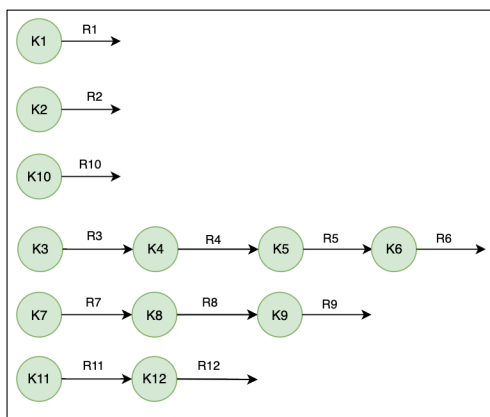 K1 R1
K2 R2
K10 R10
K3 R3 K4 R4 K5 R5 K6 R6
K7 R7 K8 R8 K9 R9
K11 R11 K12 R12